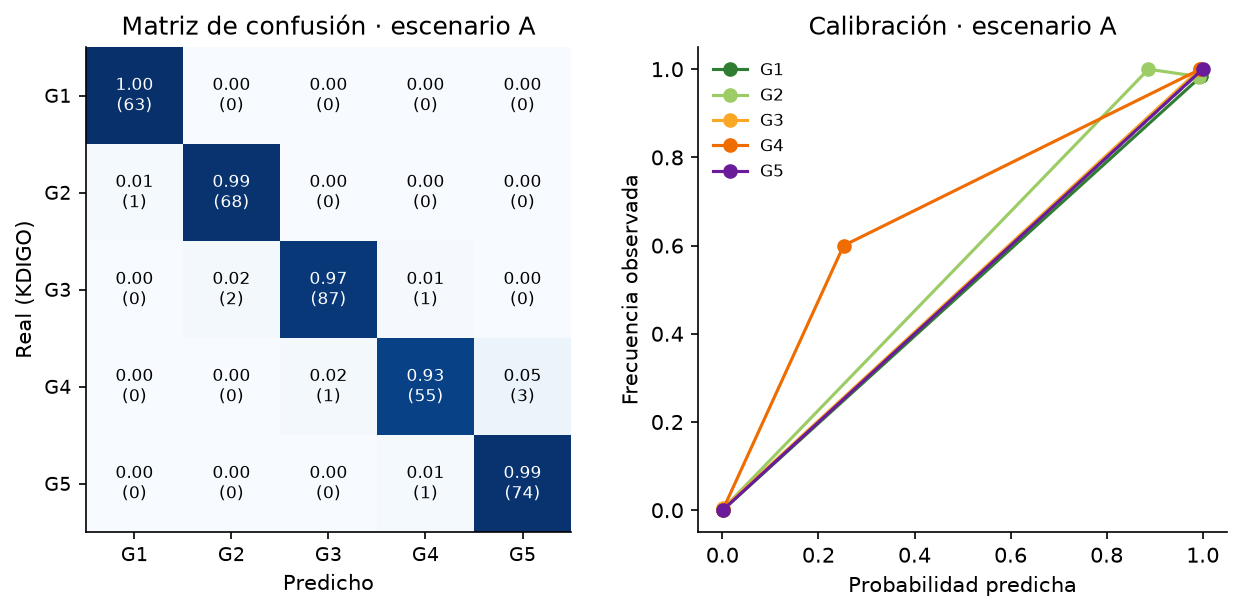 Matriz de confusión · escenario A
G1
G2
G3
G4
G5
Real (KDIGO)
1.00 0.00 0.00 0.00 0.00
(63) (0) (0) (0) (0)
0.01 0.99 0.00 0.00 0.00
(1) (68) (0) (0) (0)
0.00 0.02 0.97 0.01 0.00
(0) (2) (87) (1) (0)
0.00 0.00 0.02 0.93 0.05
(0) (0) (1) (55) (3)
0.00 0.00 0.00 0.01 0.99
(0) (0) (0) (1) (74)
G1 G2 G3 G4 G5
Predicho
Calibración · escenario A
G1
G2
G3
G4
G5
Frecuencia observada
1.0
0.8
0.6
0.4
0.2
0.0
0.0 0.2 0.4 0.6 0.8 1.0
Probabilidad predicha